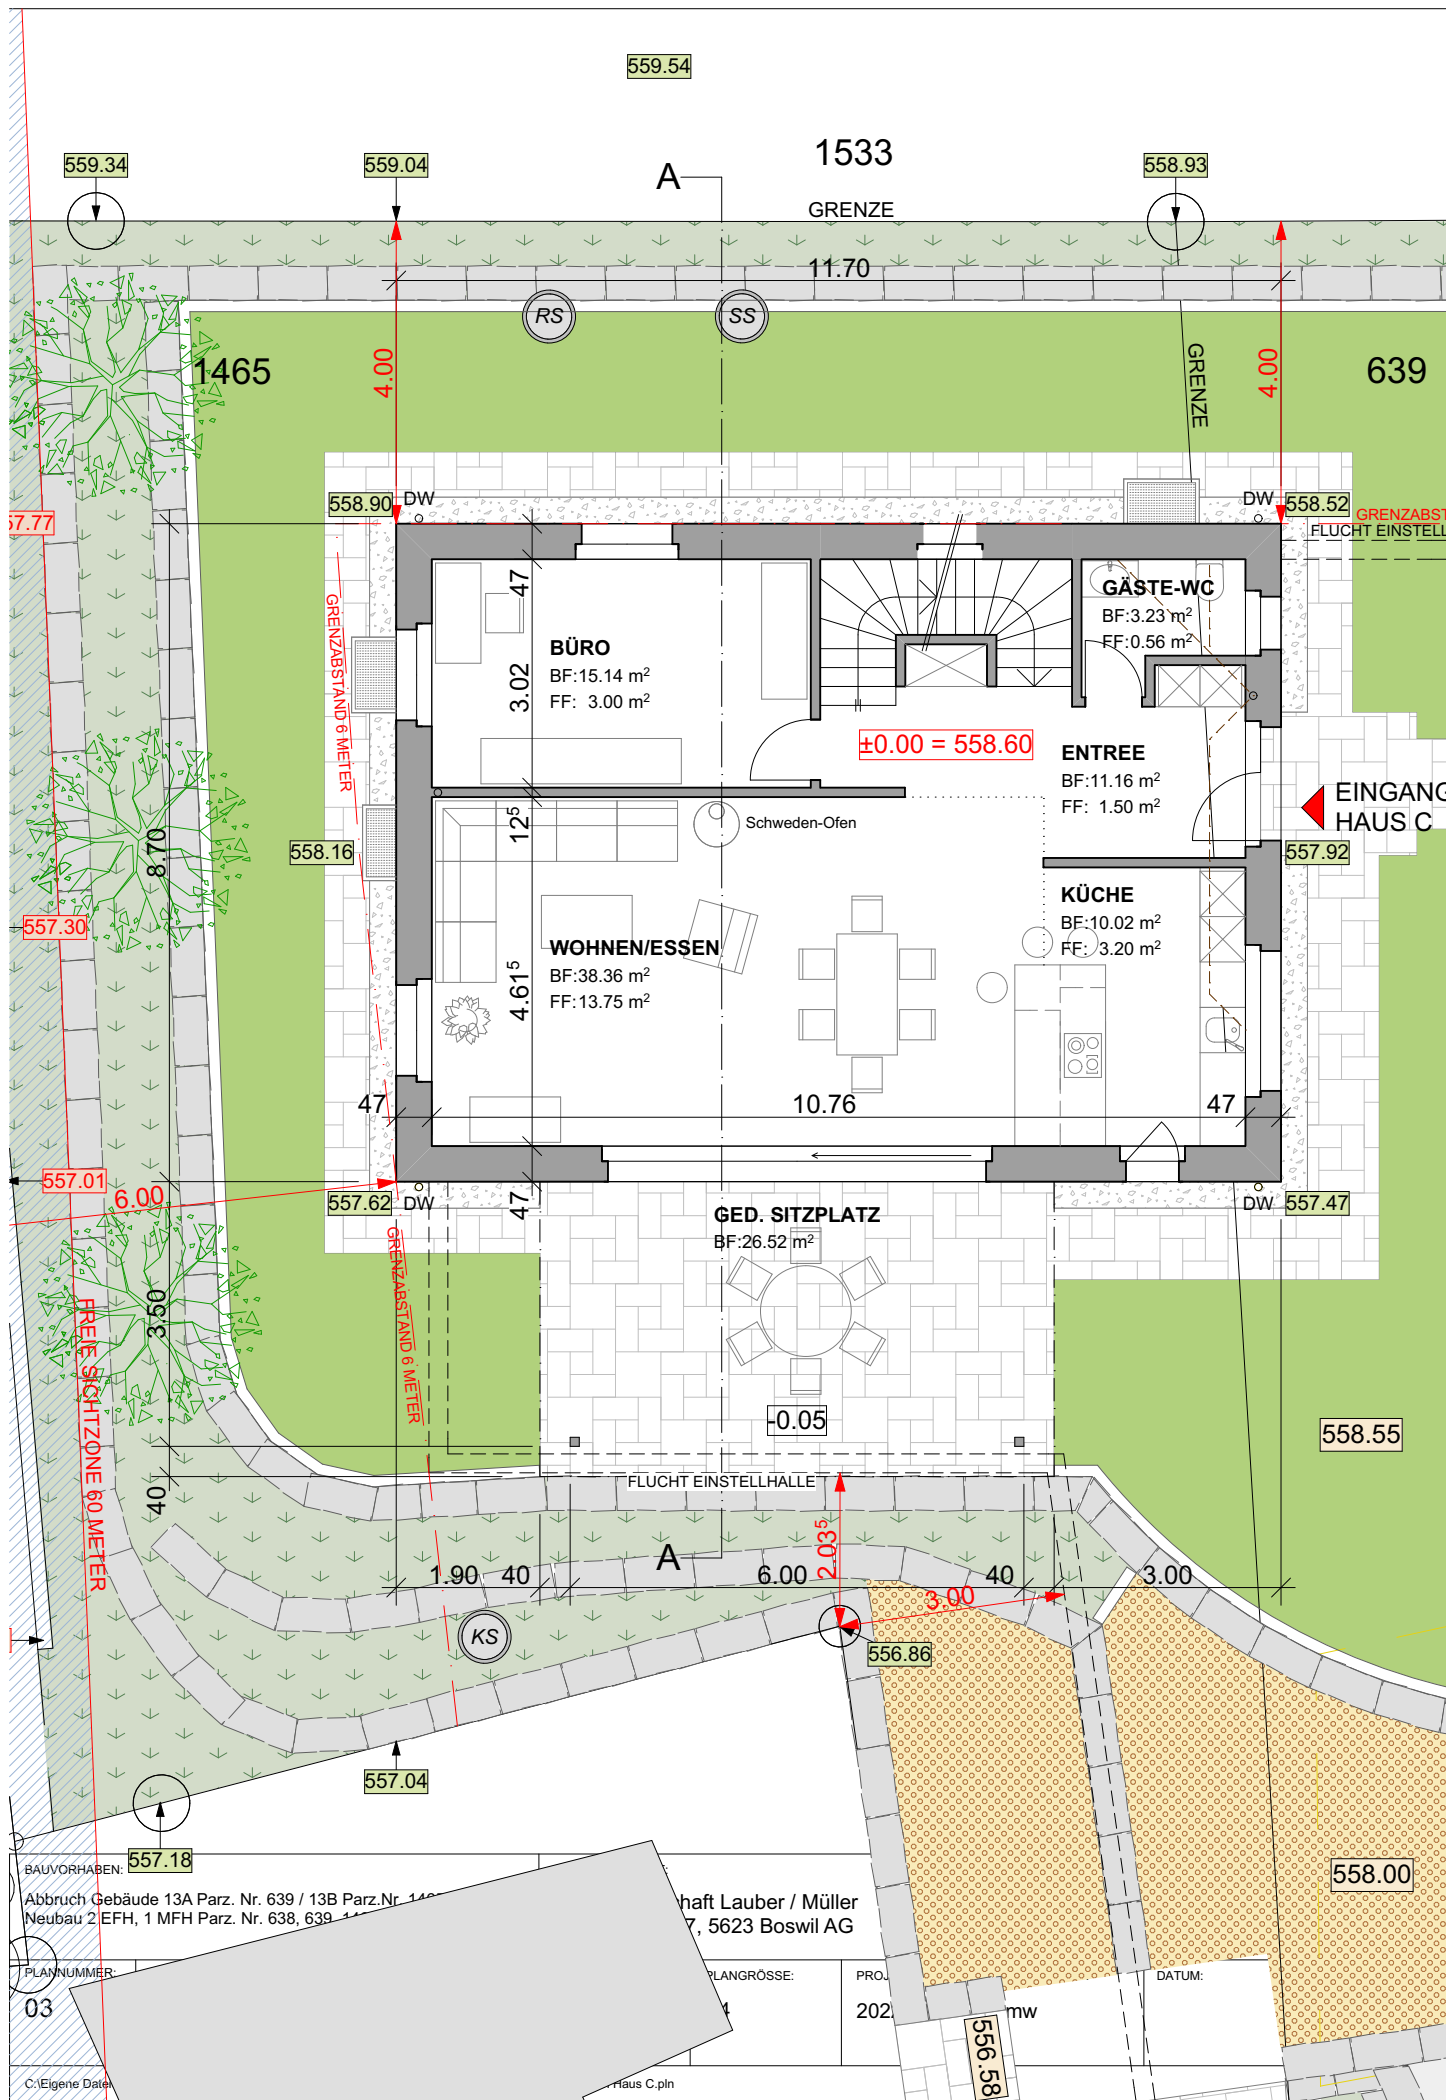 559.54
1533
559.34
559.04
A
558.93
GRENZE
11.70
RS
SS
1465
4.00
GRENZE
4.00
639
558.90
DW
DW
558.52
57.77
GRENZABST
FLUCHT EINSTELL
47
GRENZABSTAND 6 METER
GÄSTE-WC
BF:3.23 m²
FF:0.56 m²
BÜRO
BF:15.14 m²
FF: 3.00 m²
3.02
±0.00 = 558.60
ENTREE
BF:11.16 m²
FF: 1.50 m²
EINGANG
HAUS C
12⁵
Schweden-Ofen
8.70
558.16
557.92
KÜCHE
BF:10.02 m²
FF: 3.20 m²
557.30
WOHNEN/ESSEN
BF:38.36 m²
FF:13.75 m²
4.61⁵
47
10.76
47
557.01
6.00
557.62
DW
47
GED. SITZPLATZ
BF:26.52 m²
DW
557.47
GRENZABSTAND 6 METER
3.50
FREIE SICHTZONE 60 METER
-0.05
558.55
FLUCHT EINSTELLHALLE
40
2.03⁵
A
1.90
40
6.00
40
3.00
3.00
KS
556.86
557.04
557.18
BAUVORHABEN:
Abbruch Gebäude 13A Parz. Nr. 639 / 13B Parz.Nr.
Neubau 2 EFH, 1 MFH Parz. Nr. 638, 639,
haft Lauber / Müller
7, 5623 Boswil AG
558.00
PLANNUMMER:
03
PLANGRÖSSE:
4
PROJ
202
mw
DATUM:
556.58
C:\Eigene Datei
Haus C.pln